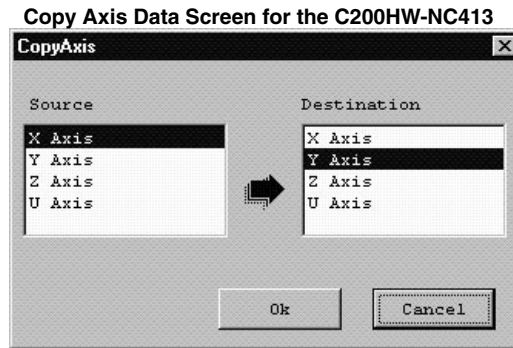 Copy Axis Data Screen for the C200HW-NC413
CopyAxis
Source
Destination
X Axis
Y Axis
Z Axis
U Axis
X Axis
Y Axis
Z Axis
U Axis
Ok
Cancel